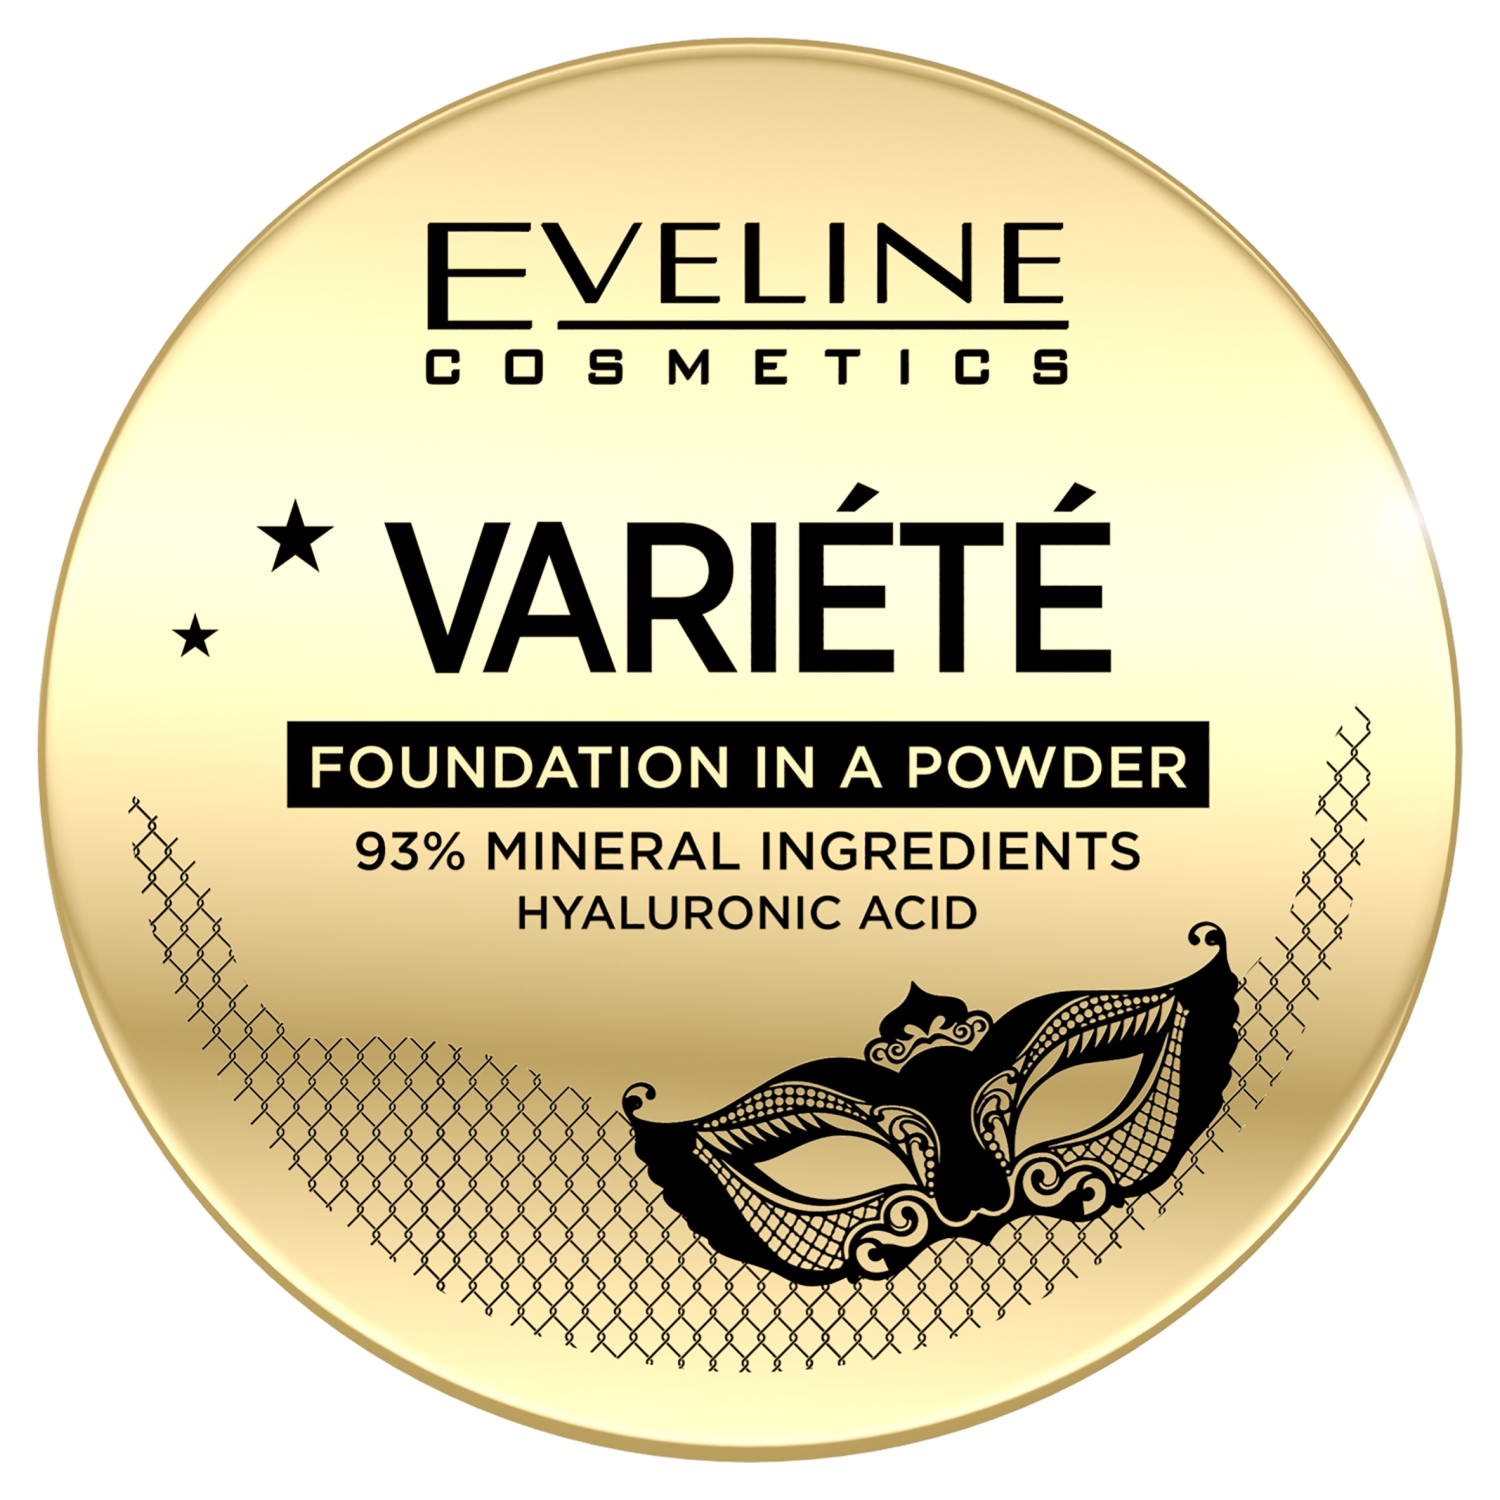 EVELINE
COSMETICS
VARIÉTÉ
FOUNDATION IN A POWDER
93% MINERAL INGREDIENTS
HYALURONIC ACID